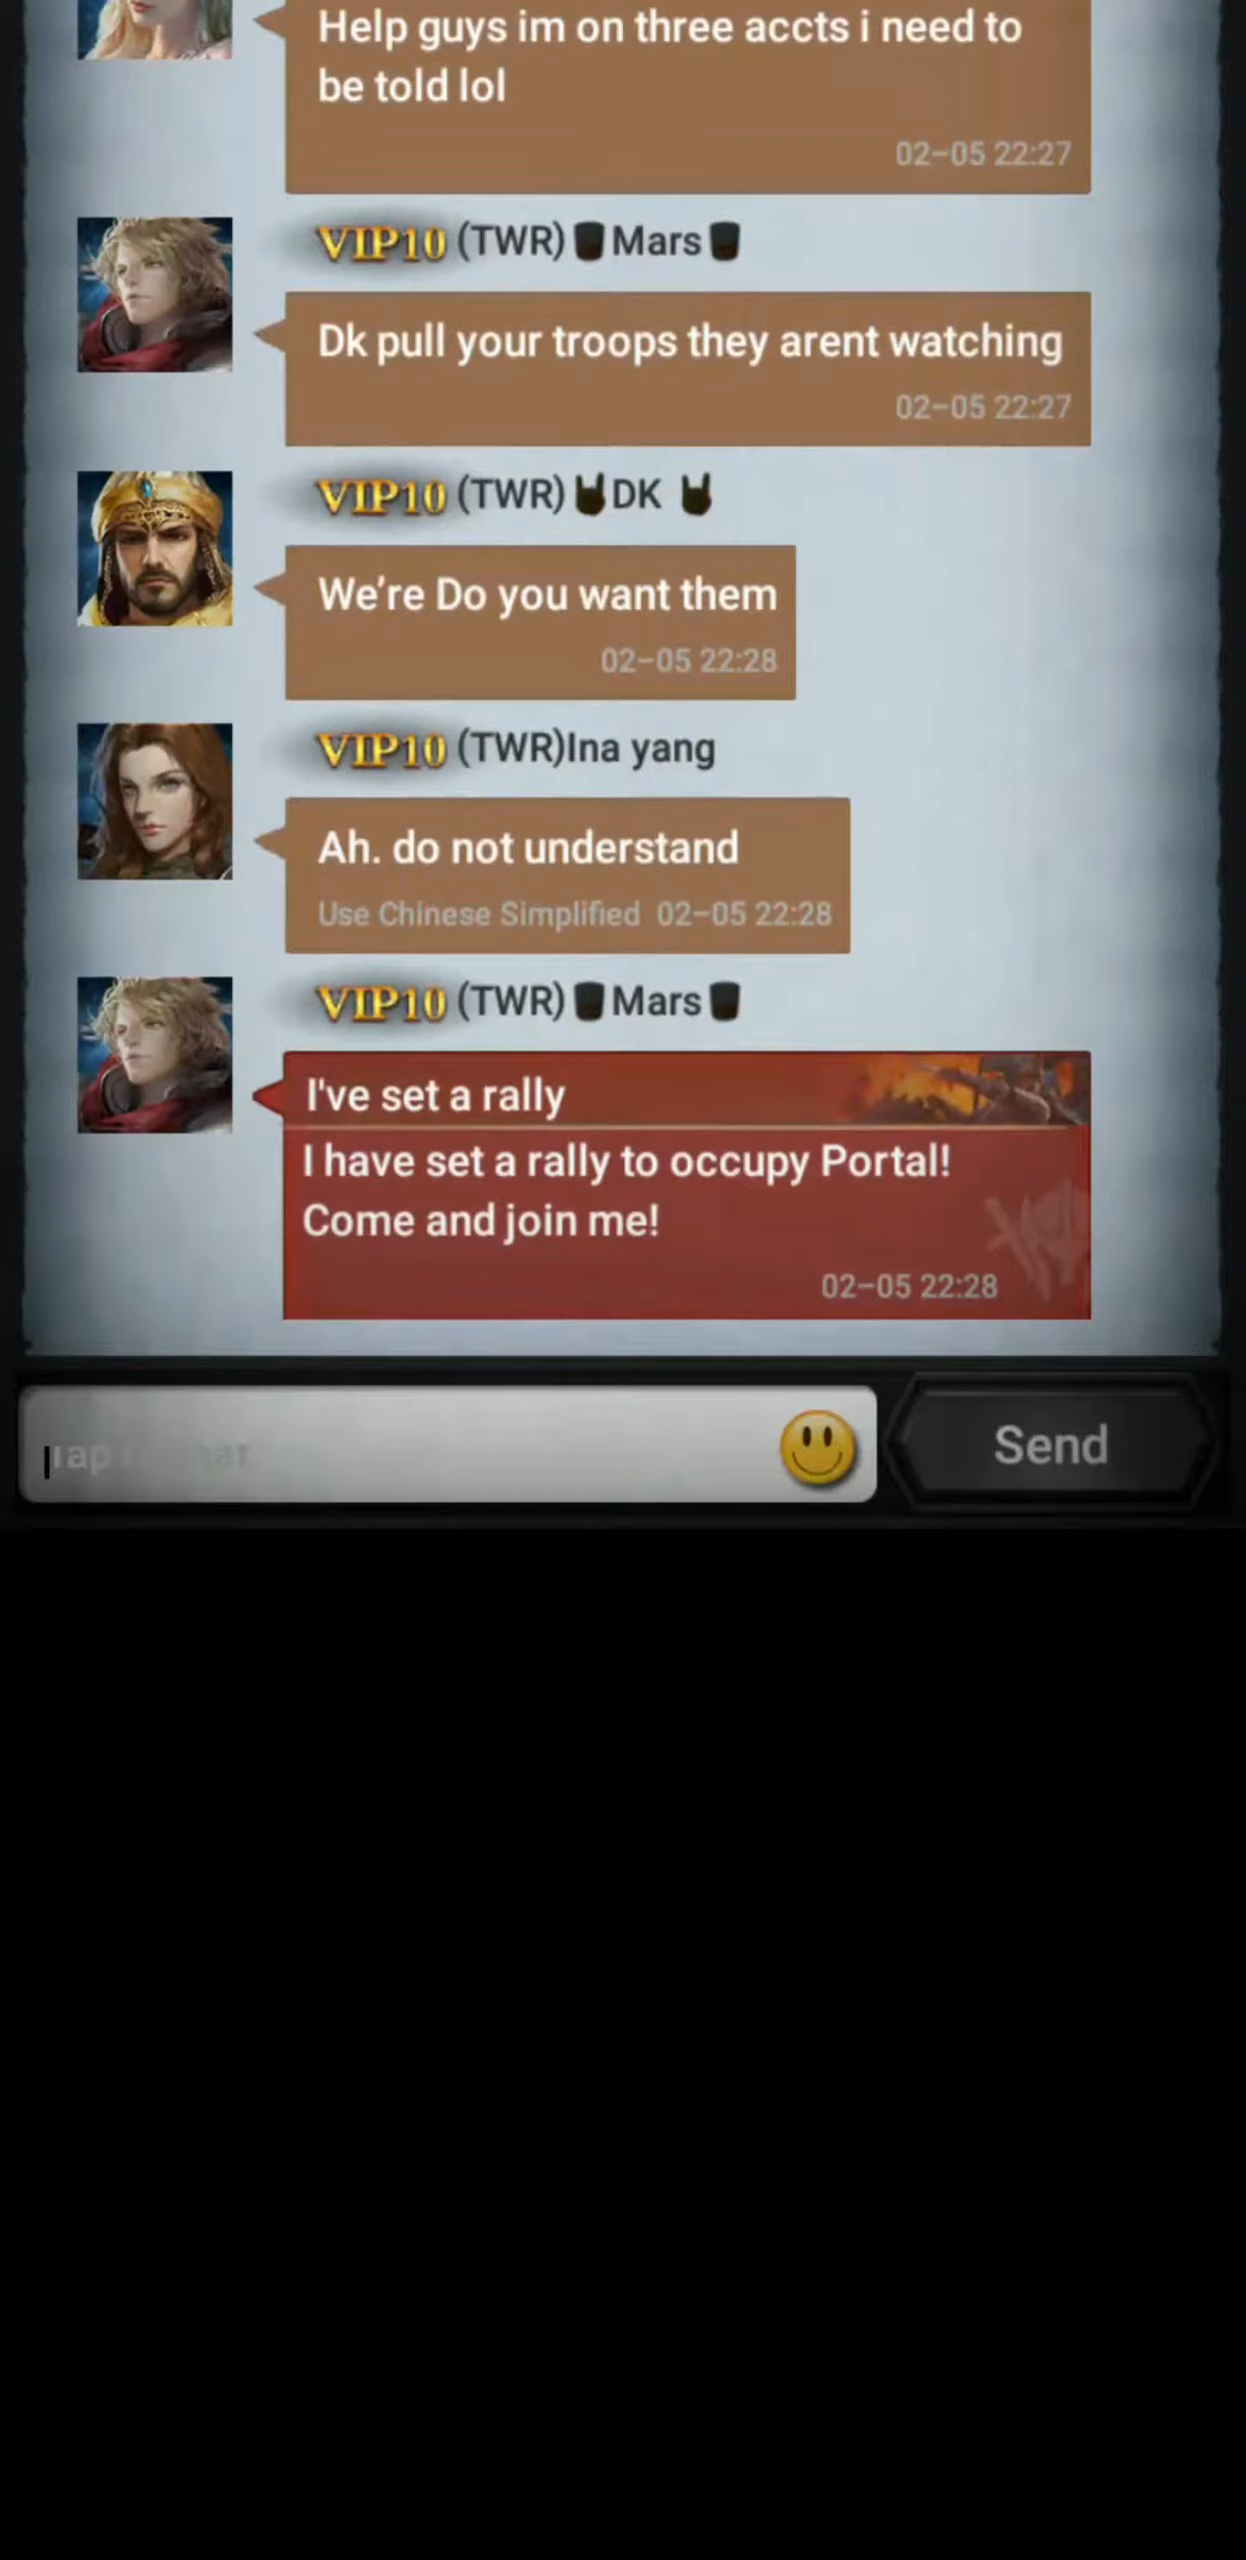 Help guys im on three accts i need to
be told lol
02-05 22:27
VIP10 (TWR)Mars
Dk pull your troops they arent watching
02-05 22:27
VIP10 (TWR)🤘DK 🤘
We’re Do you want them
02-05 22:28
VIP10 (TWR)Ina yang
Ah. do not understand
Use Chinese Simplified 02-05 22:28
VIP10 (TWR)Mars
I've set a rally
I have set a rally to occupy Portal!
Come and join me!
02-05 22:28
Send